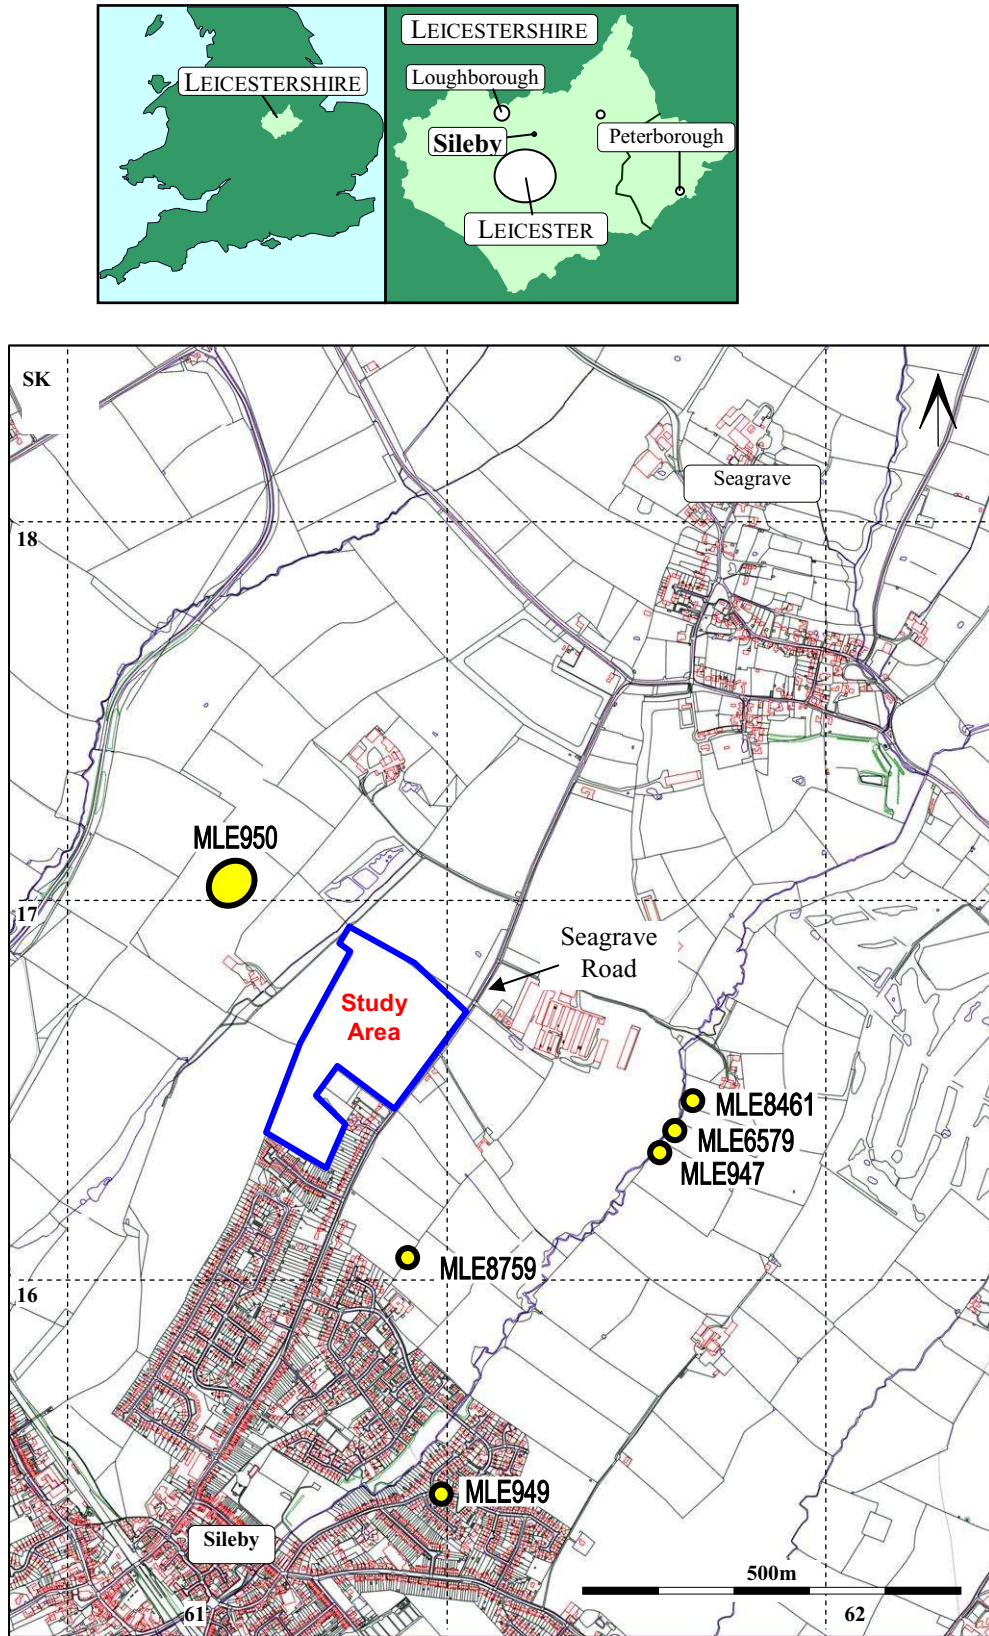 LEICESTERSHIRE
LEICESTERSHIRE
Loughborough
Sileby
Peterborough
LEICESTER
SK
Seagrave
18
MLE950
17
Seagrave
Road
Study
Area
MLE8461
MLE6579
MLE947
MLE8759
16
MLE949
Sileby
500m
61
62